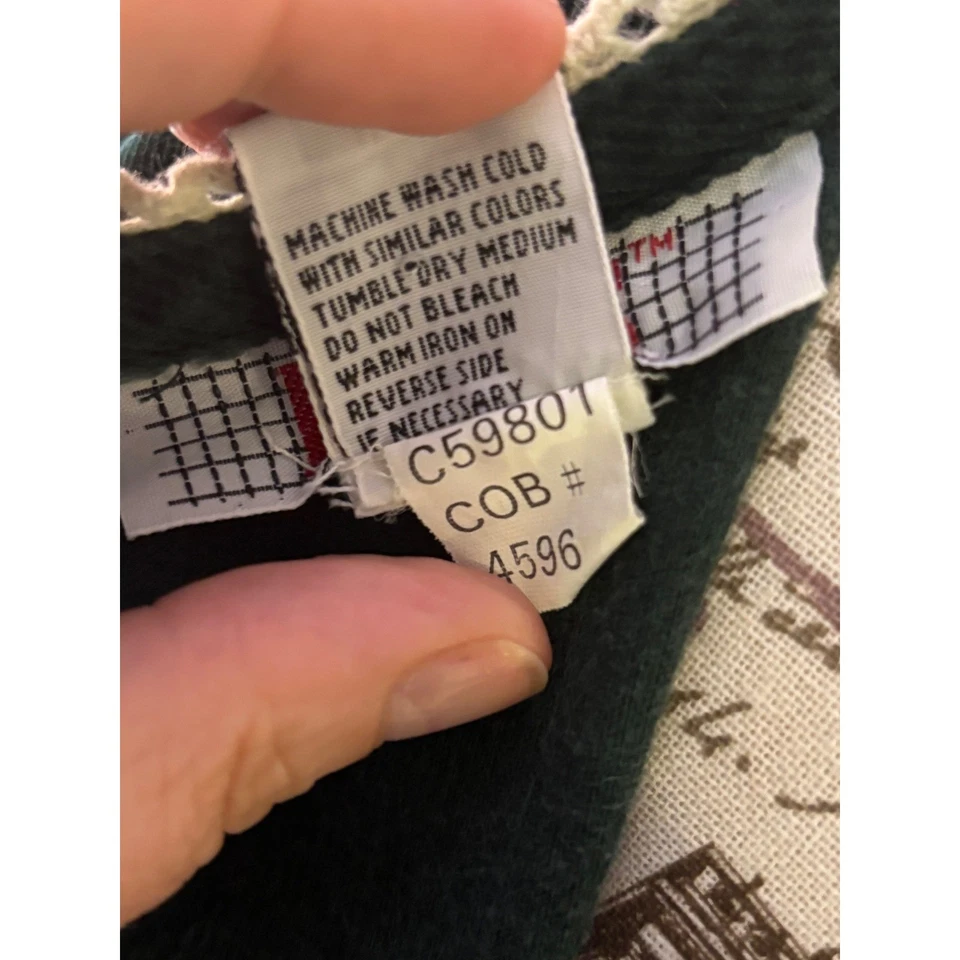 MACHINE WASH COLD
WITH SIMILAR COLORS
TUMBLE DRY MEDIUM
DO NOT BLEACH
WARM IRON ON
REVERSE SIDE
IF NECESSARY
C59801
COB #
4596
TM